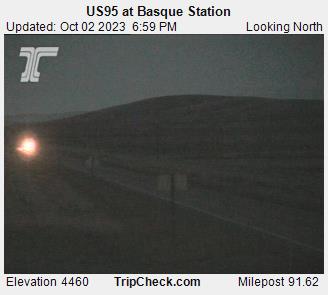 US95 at Basque Station
Updated: Oct 02 2023 6:59 PM Looking North
Elevation 4460 TripCheck.com Milepost 91.62